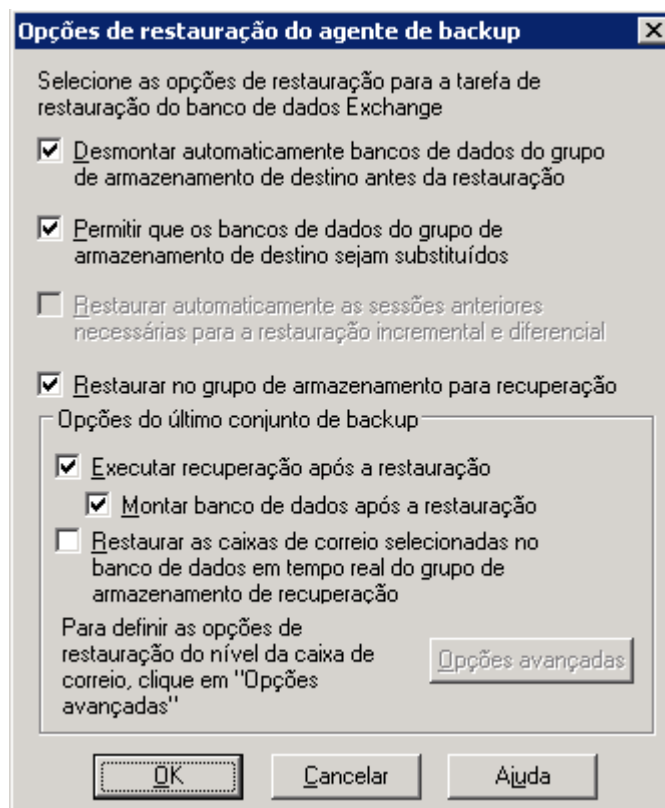 Opções de restauração do agente de backup
Selecione as opções de restauração para a tarefa de
restauração do banco de dados Exchange
Desmontar automaticamente bancos de dados do grupo
de armazenamento de destino antes da restauração
Permitir que os bancos de dados do grupo de
armazenamento de destino sejam substituídos
Restaurar automaticamente as sessões anteriores
necessárias para a restauração incremental e diferencial
Restaurar no grupo de armazenamento para recuperação
Opções do último conjunto de backup
Executar recuperação após a restauração
Montar banco de dados após a restauração
Restaurar as caixas de correio selecionadas no
banco de dados em tempo real do grupo de
armazenamento de recuperação
Para definir as opções de
restauração do nível da caixa de
correio, clique em "Opções
avançadas"
Opções avançadas
OK
Cancelar
Ajuda